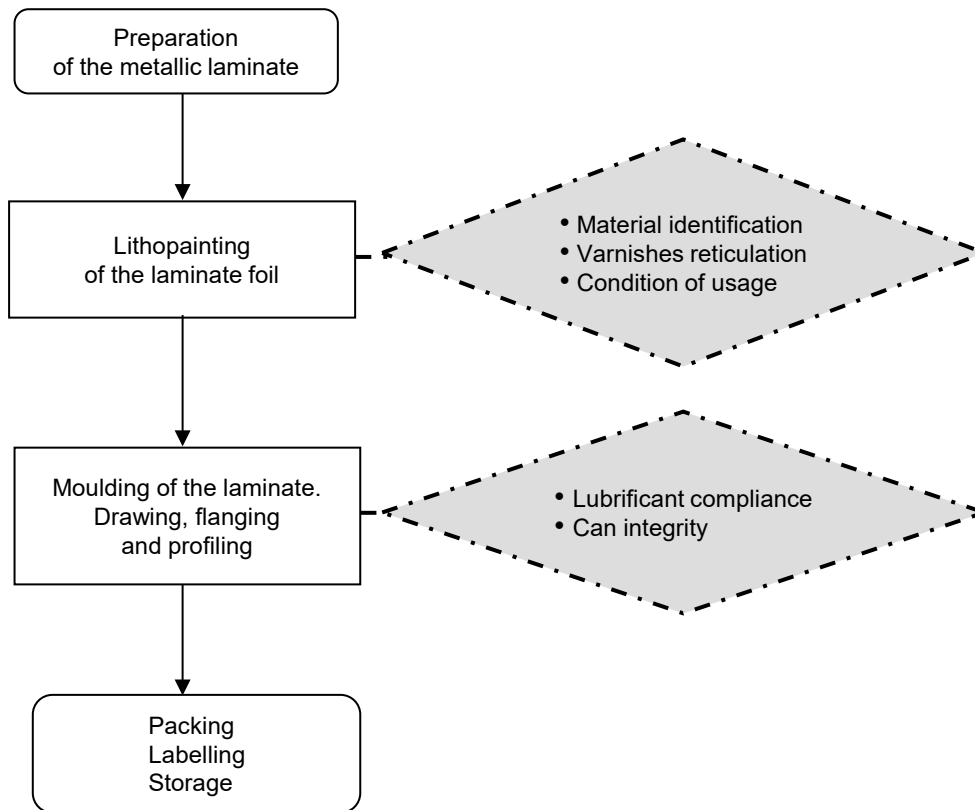 Preparation
of the metallic laminate
Lithopainting
of the laminate foil
• Material identification
• Varnishes reticulation
• Condition of usage
Moulding of the laminate.
Drawing, flanging
and profiling
• Lubrificant compliance
• Can integrity
Packing
Labelling
Storage